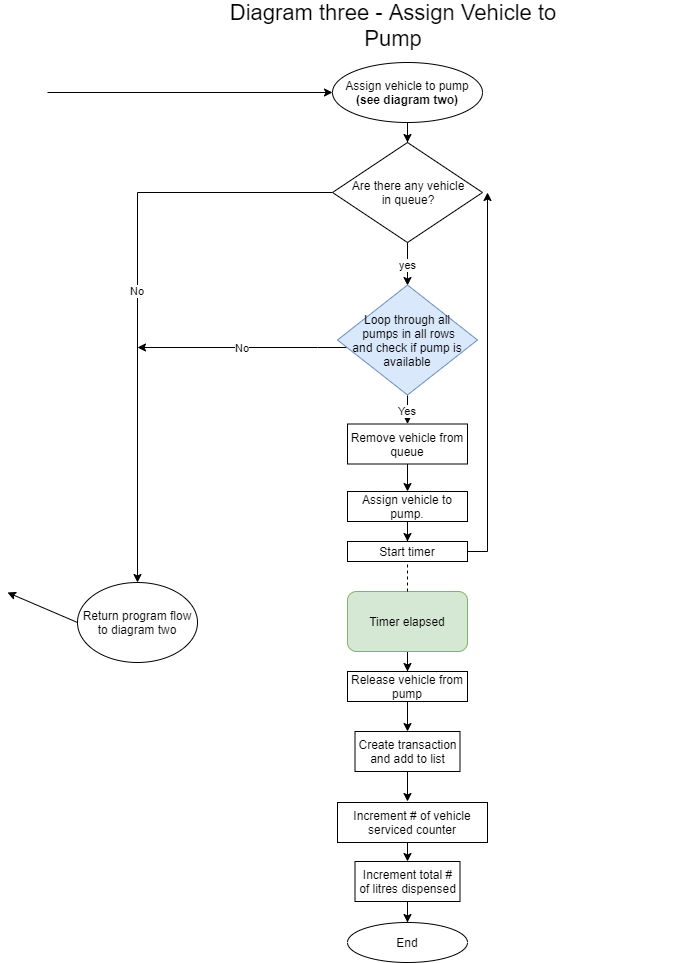 Diagram three - Assign Vehicle to
Pump
Assign vehicle to pump
(see diagram two)
Are there any vehicle
in queue?
yes
No
Loop through all
pumps in all rows
and check if pump is
available
No
Yes
Remove vehicle from
queue
Assign vehicle to
pump.
Start timer
Return program flow
to diagram two
Timer elapsed
Release vehicle from
pump
Create transaction
and add to list
Increment # of vehicle
serviced counter
Increment total #
of litres dispensed
End